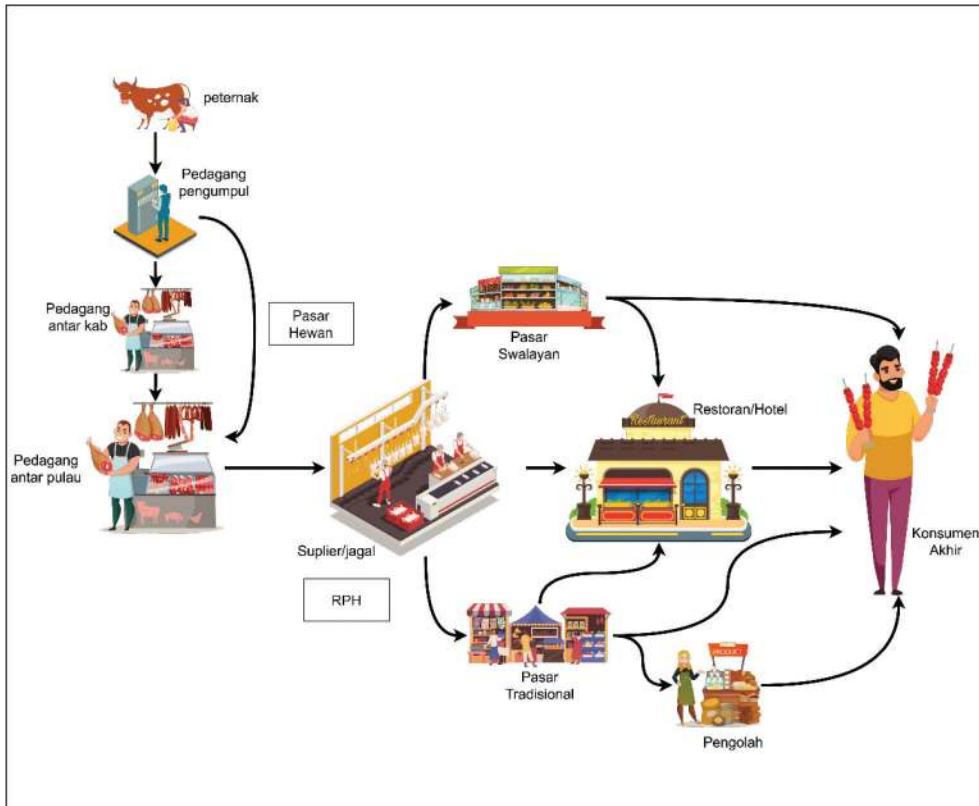 peternak
Pedagang
pengumpul
Pedagang
antar kab
Pasar
Hewan
Pasar
Swalayan
Restoran/Hotel
Restaurant
Pedagang
antar pulau
Suplier/jagal
Konsumen
Akhir
RPH
Pasar
Tradisional
PRODUCT
Pengolah